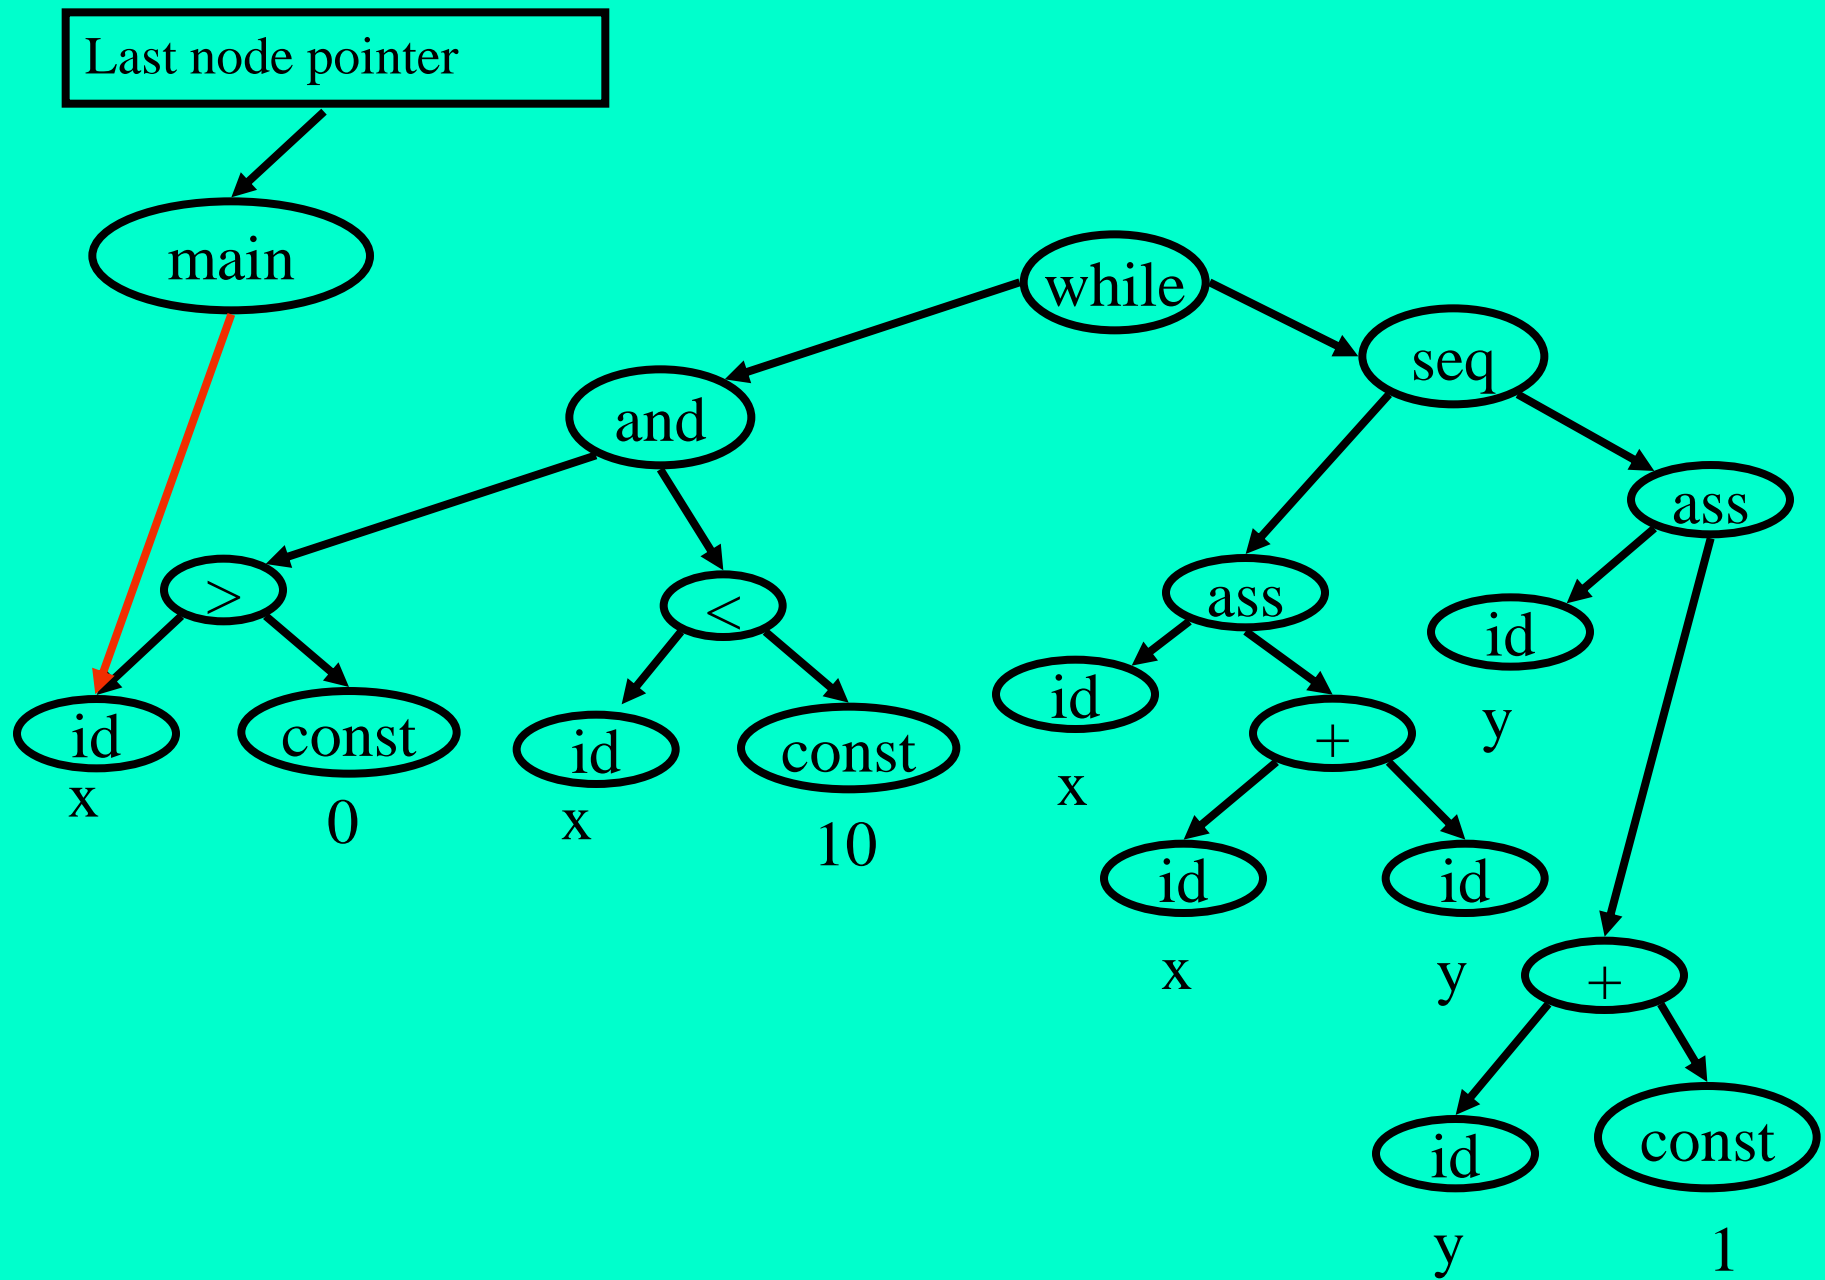 Last node pointer
main
while
seq
and
ass
>
<
ass
id
id
const
id
const
id
+
y
x
0
x
10
x
id
id
x
y
+
id
const
y
1